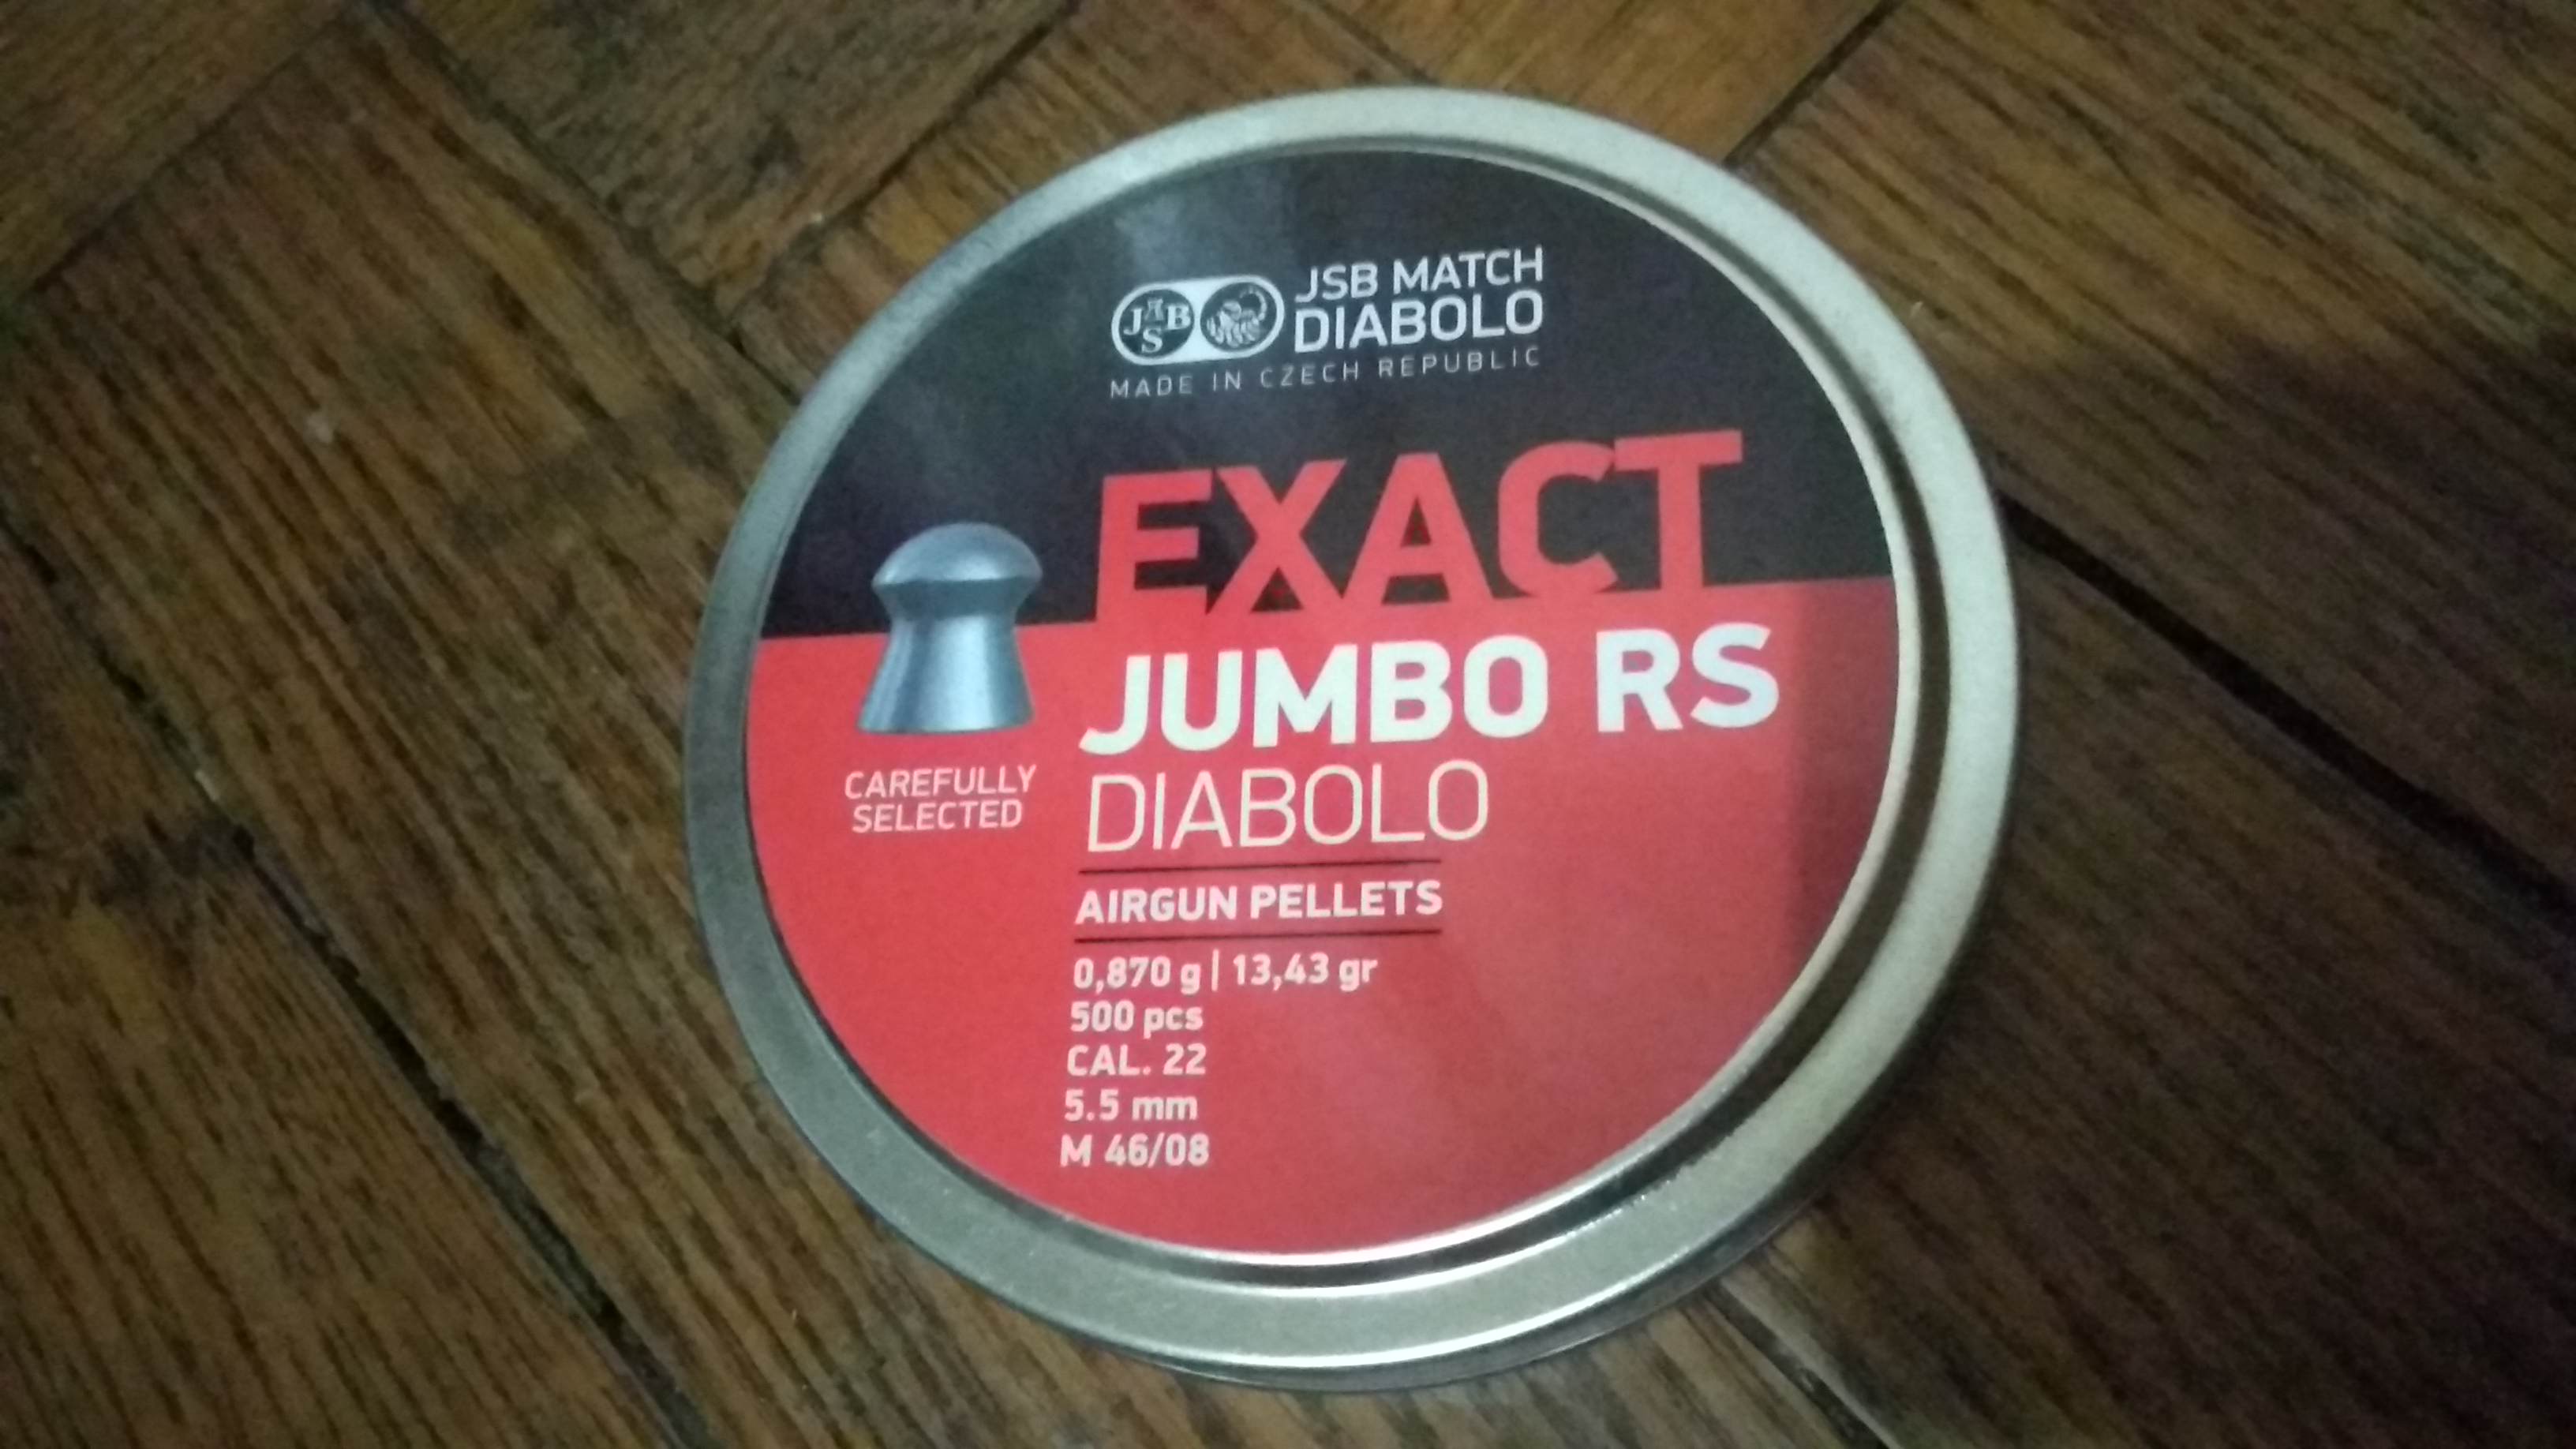 JSB
JSB MATCH
DIABOLO
MADE IN CZECH REPUBLIC
EXACT
JUMBO RS
DIABOLO
CAREFULLY
SELECTED
AIRGUN PELLETS
0,870 g | 13,43 gr
500 pcs
CAL. 22
5.5 mm
M 46/08